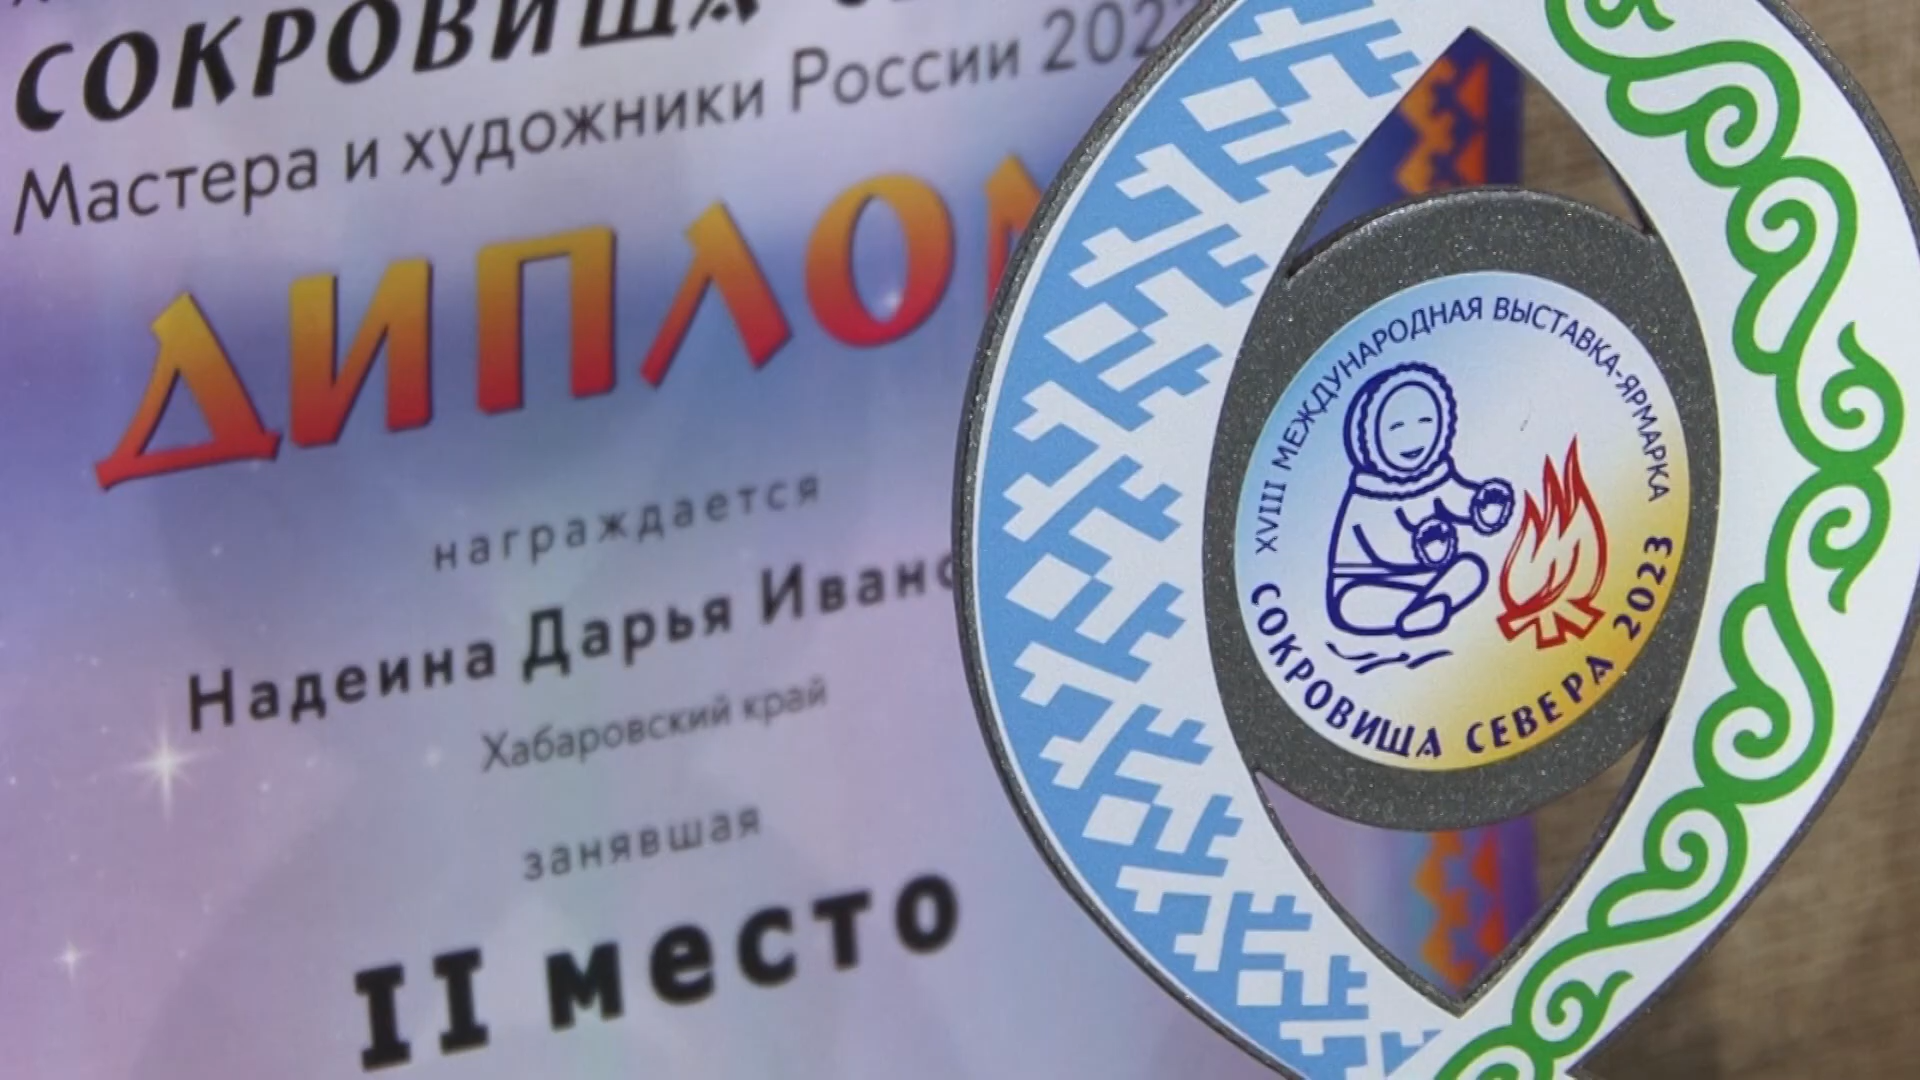 СОКРОВИЩА
Мастера и художники России
ДИПЛОМ
награждается
Надеина Дарья
Хабаровский край
занявшая
II место
XVIII МЕЖДУНАРОДНАЯ ВЫСТАВКА-ЯРМАРКА
СОКРОВИЩА СЕВЕРА 2023